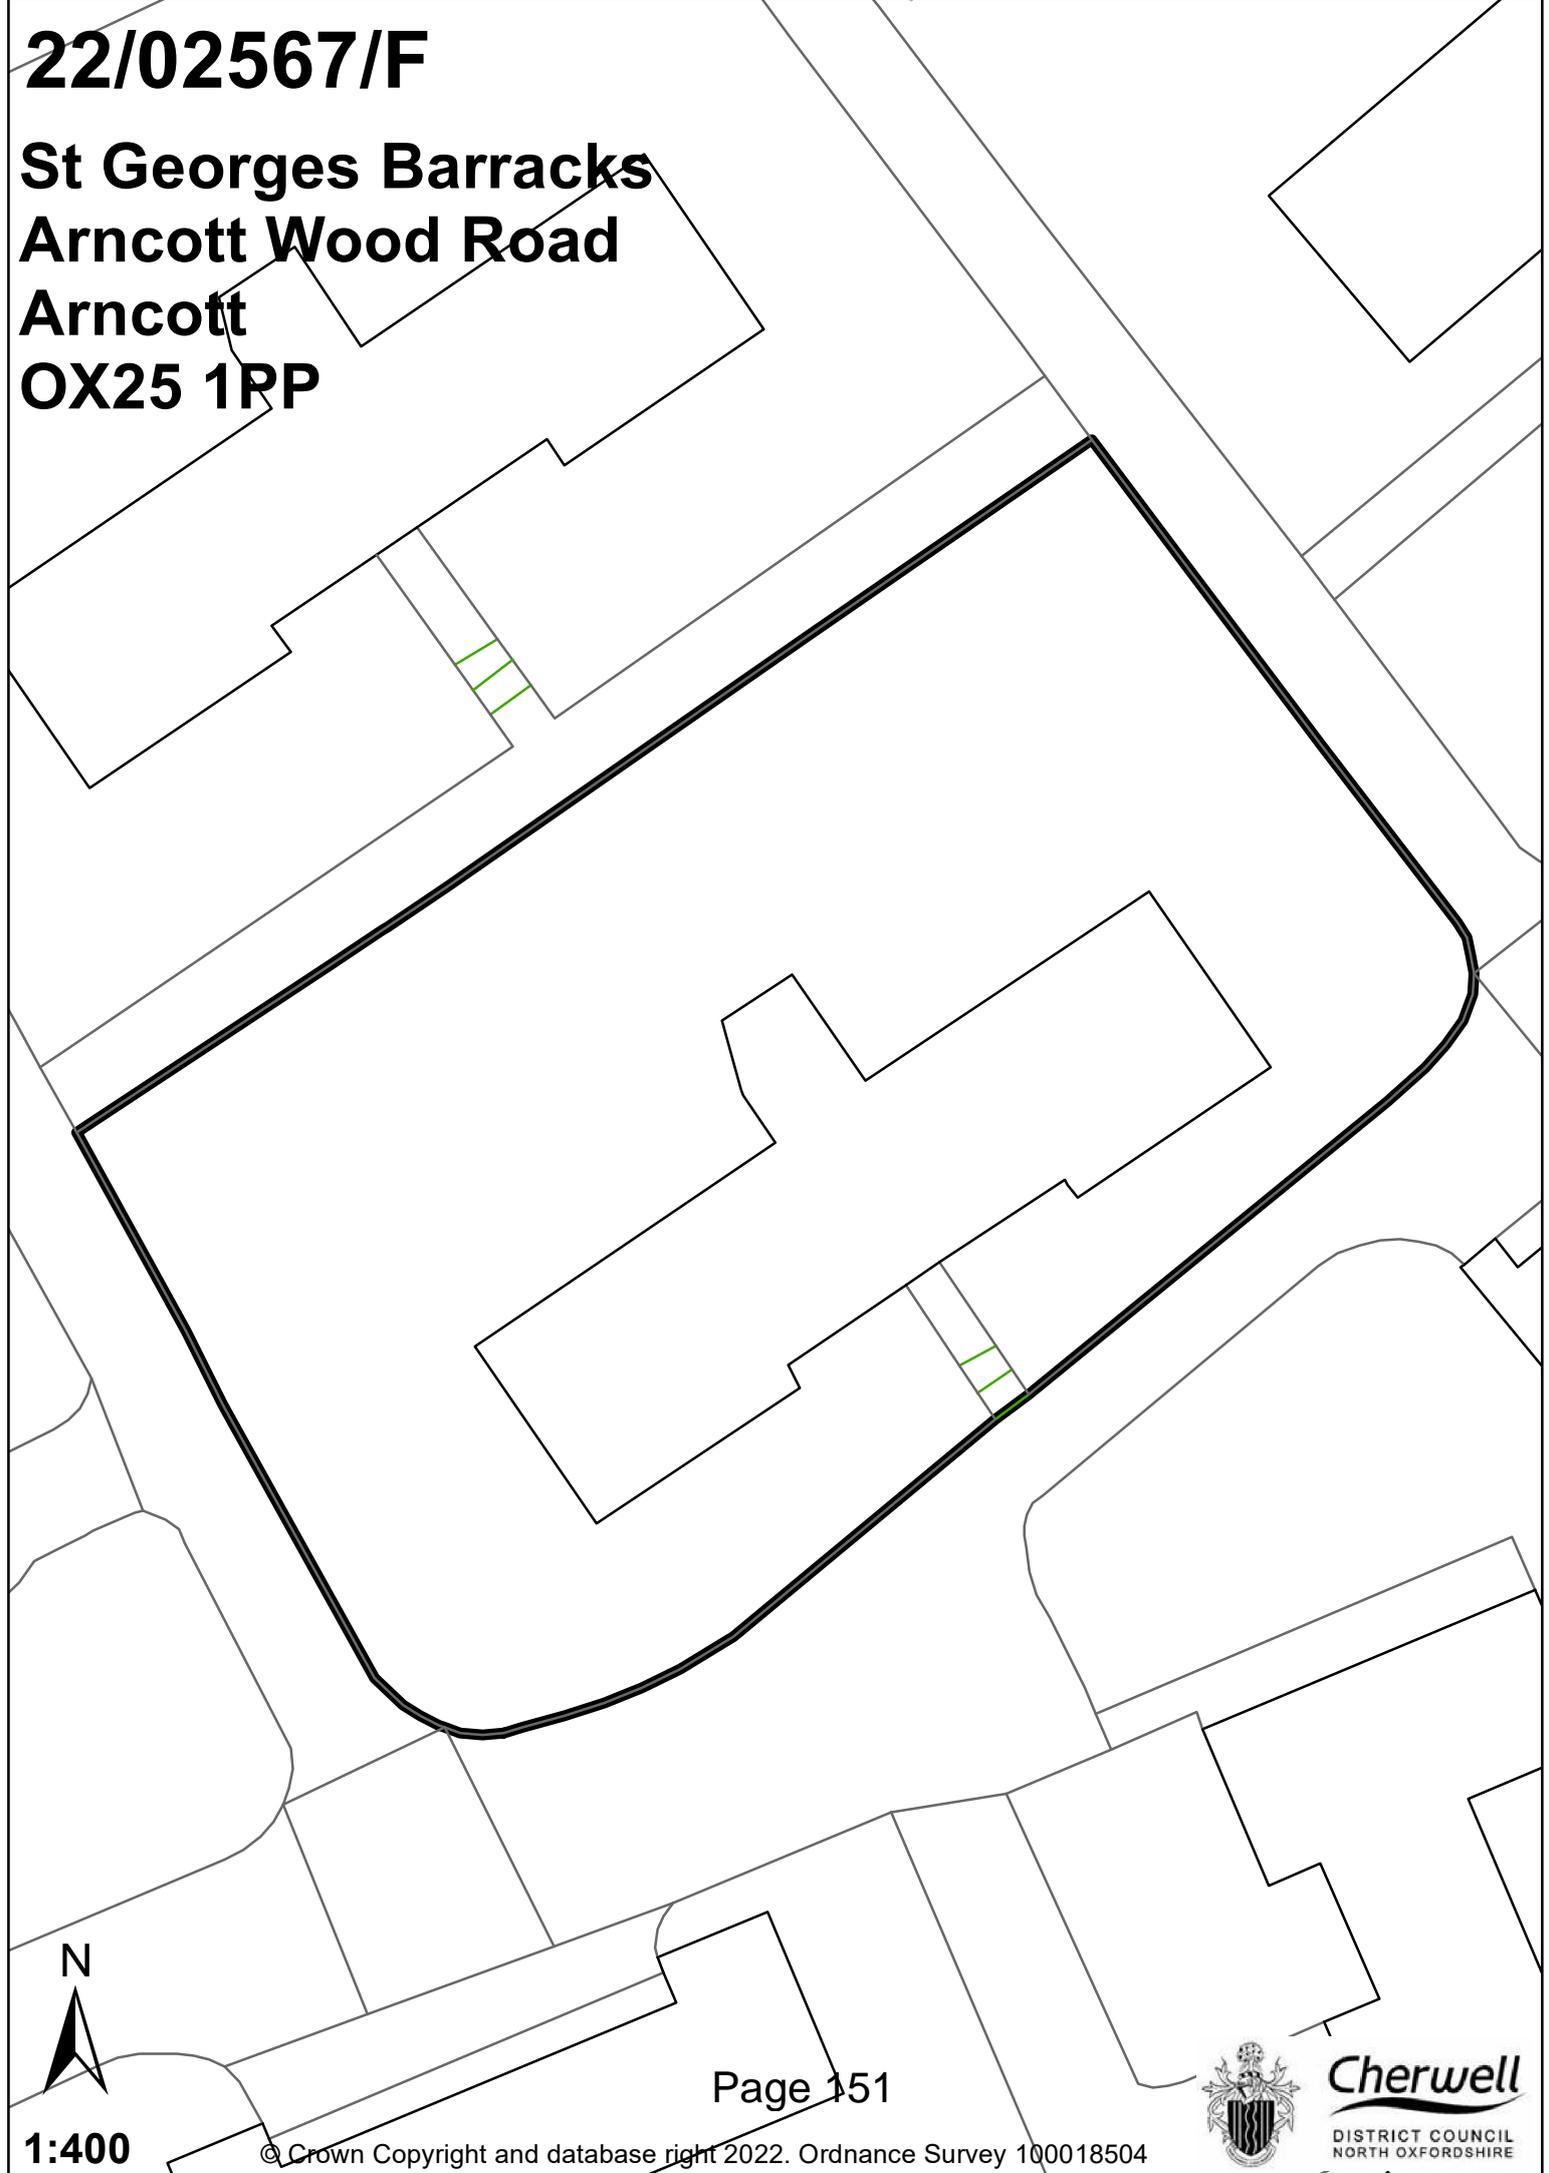 22/02567/F
St Georges Barracks
Arncott Wood Road
Arncott
OX25 1PP
N
Page 151
1:400
© Crown Copyright and database right 2022. Ordnance Survey 100018504
Cherwell
DISTRICT COUNCIL
NORTH OXFORDSHIRE